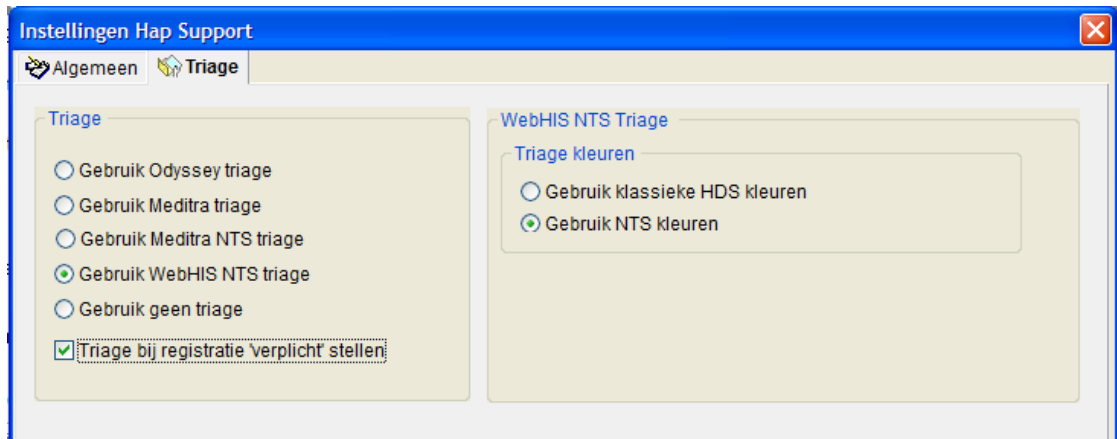 Instellingen Hap Support
Algemeen
Triage
Triage
Gebruik Odyssey triage
Gebruik Meditra triage
Gebruik Meditra NTS triage
Gebruik WebHIS NTS triage
Gebruik geen triage
Triage bij registratie 'verplicht' stellen
WebHIS NTS Triage
Triage kleuren
Gebruik klassieke HDS kleuren
Gebruik NTS kleuren